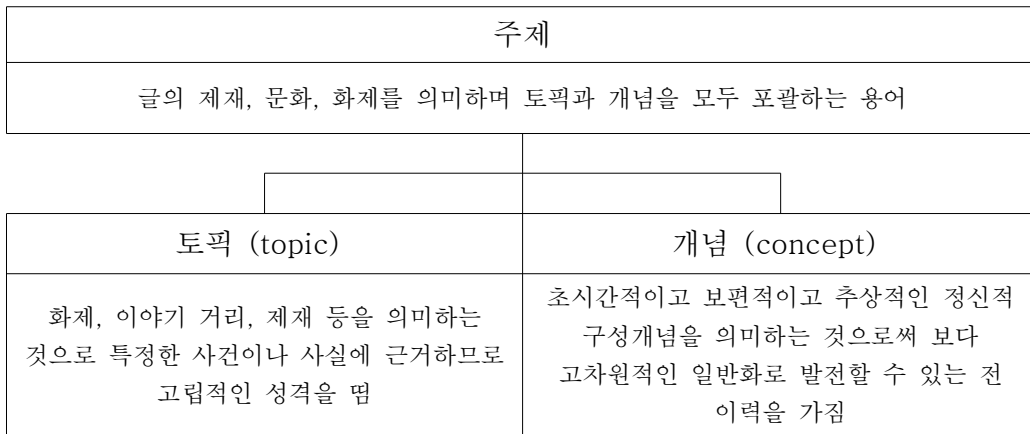 주제
글의 제재, 문화, 화제를 의미하며 토픽과 개념을 모두 포괄하는 용어
토픽 (topic)
화제, 이야기 거리, 제재 등을 의미하는
것으로 특정한 사건이나 사실에 근거하므로
고립적인 성격을 띰
개념 (concept)
초시간적이고 보편적이고 추상적인 정신적
구성개념을 의미하는 것으로써 보다
고차원적인 일반화로 발전할 수 있는 전
이력을 가짐